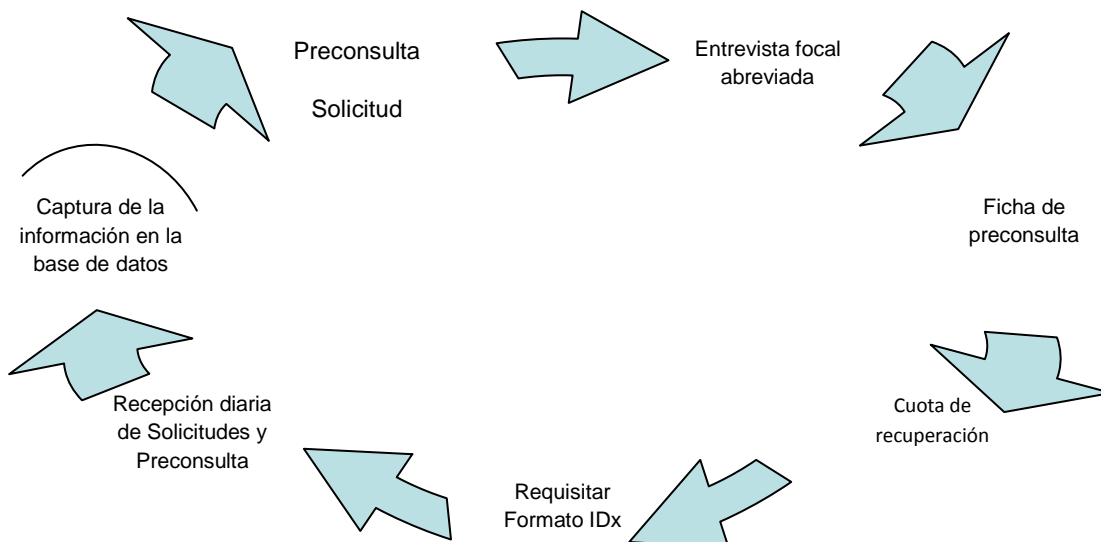 Preconsulta
Solicitud
Entrevista focal
abreviada
Ficha de
preconsulta
Cuota de
recuperación
Requisitar
Formato IDx
Recepción diaria
de Solicitudes y
Preconsulta
Captura de la
información en la
base de datos